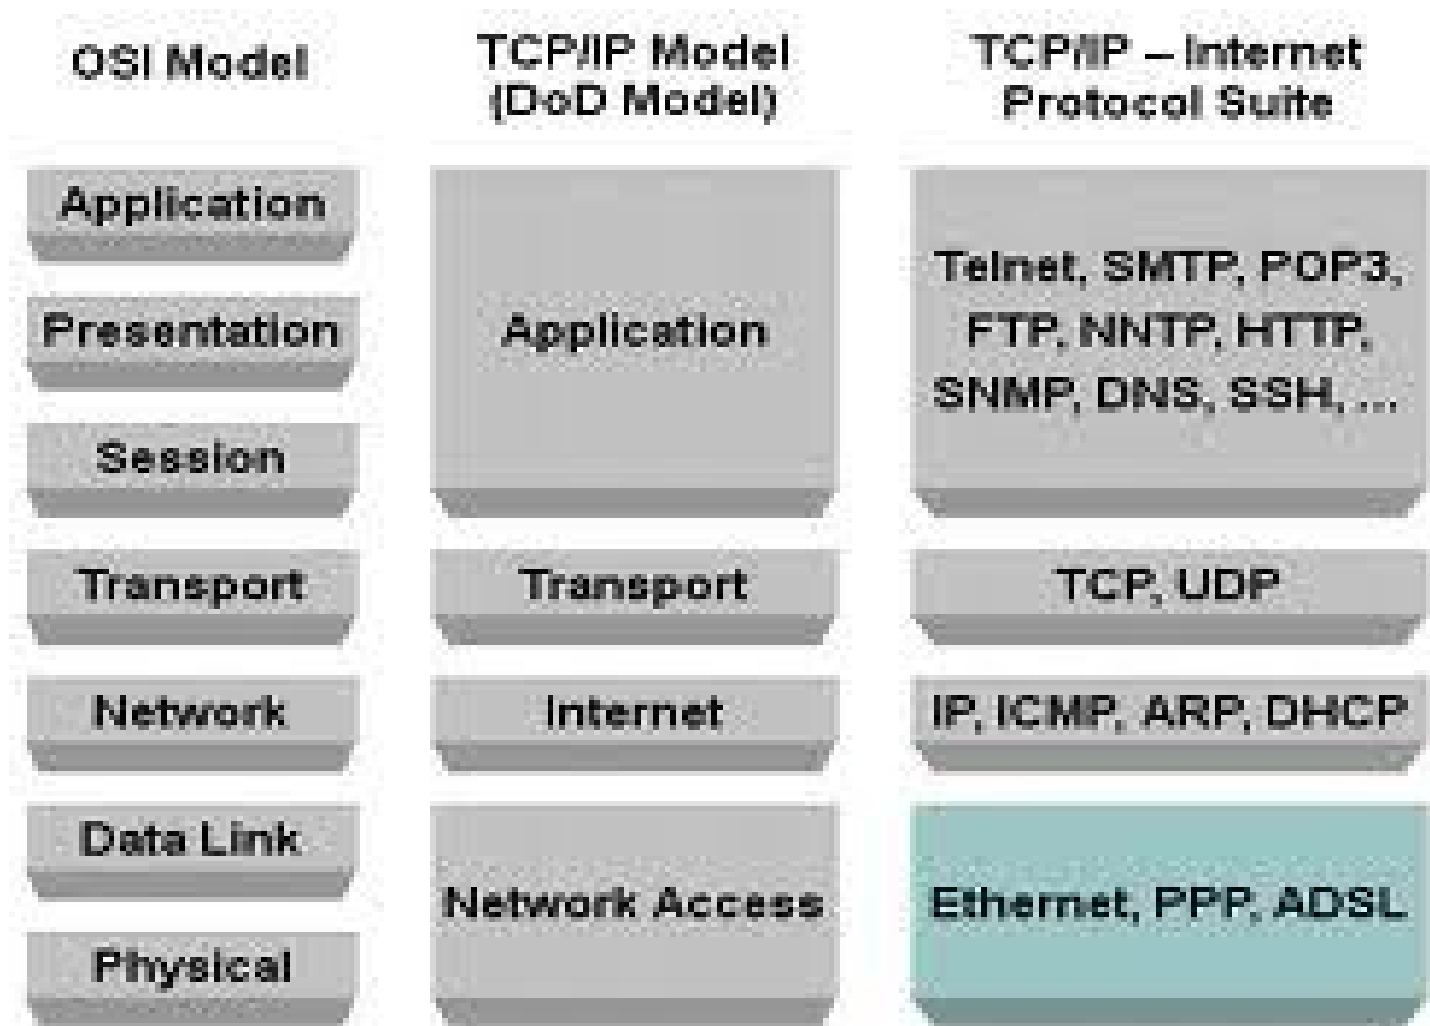 OSI Model
TCP/IP Model
(DoD Model)
TCP/IP – Internet
Protocol Suite
Application
Presentation
Session
Transport
Network
Data Link
Physical
Application
Transport
Internet
Network Access
Telnet, SMTP, POP3,
FTP, NNTP, HTTP,
SNMP, DNS, SSH, ...
TCP, UDP
IP, ICMP, ARP, DHCP
Ethernet, PPP, ADSL